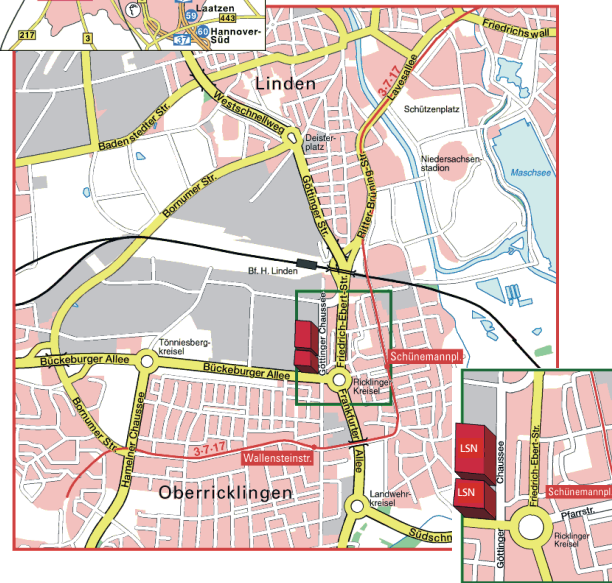 Laatzen
59
443
60
Hannover-
Süd
37
217
3
Friedrichswall
Linden
3·7·17
Lavesallee
Westschnellweg
Schützenplatz
Badenstedter Str.
Deister-
platz
Niedersachsen-
stadion
Maschsee
Ritter-Brüning-Str.
Bornumer Str.
Göttinger Str.
Bf. H. Linden
Göttinger Chaussee
Friedrich-Ebert-Str.
Tönniesberg-
kreisel
Schünemannpl.
Bückeburger Allee
Bückeburger Allee
Ricklinger
Kreisel
Bornumer Str.
Hamelner Chaussee
Frankfurter Allee
3·7·17
Wallensteinstr.
Oberricklingen
Landwehr-
kreisel
Südschn
LSN
LSN
Chaussee
Friedrich-Ebert-Str.
Schünemannpl
Pfarrstr.
Ricklinger
Kreisel
Göttinger